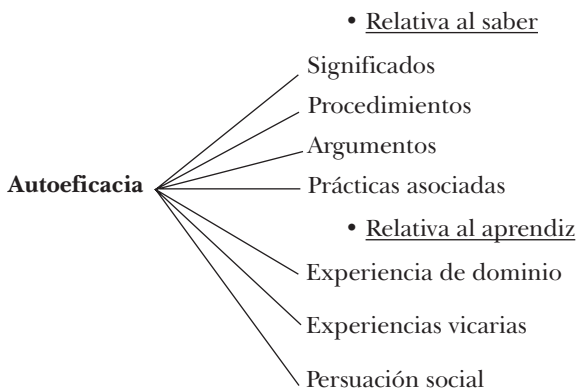 • Relativa al saber
Significados
Procedimientos
Argumentos
Autoeficacia
Prácticas asociadas
• Relativa al aprendiz
Experiencia de dominio
Experiencias vicarias
Persuación social